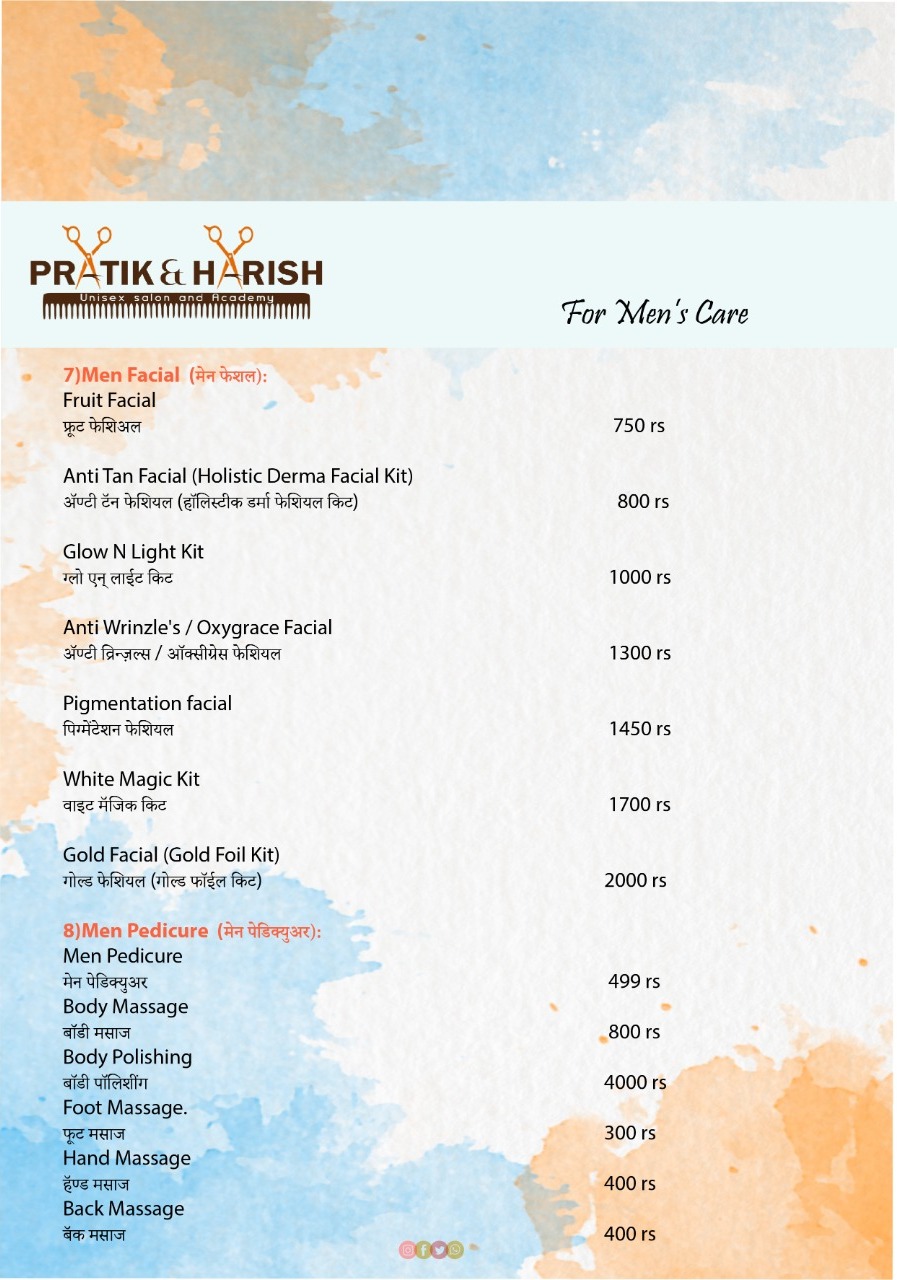 PRATIK & HARISH
Unisex salon and Academy
For Men's Care
7)Men Facial (मेन फेशल):
Fruit Facial
फ्रूट फेशिअल 750 rs
Anti Tan Facial (Holistic Derma Facial Kit)
ॲण्टी टॅन फेशियल (हॉलिस्टीक डर्मा फेशियल किट) 800 rs
Glow N Light Kit
ग्लो एन् लाईट किट 1000 rs
Anti Wrinzle's / Oxygrace Facial
ॲण्टी व्रिन्ज़ल्स / ऑक्सीग्रेस फेशियल 1300 rs
Pigmentation facial
पिग्मेंटेशन फेशियल 1450 rs
White Magic Kit
वाइट मॅजिक किट 1700 rs
Gold Facial (Gold Foil Kit)
गोल्ड फेशियल (गोल्ड फॉईल किट) 2000 rs
8)Men Pedicure (मेन पेडिक्युअर):
Men Pedicure
मेन पेडिक्युअर 499 rs
Body Massage
बॉडी मसाज 800 rs
Body Polishing
बॉडी पॉलिशींग 4000 rs
Foot Massage.
फूट मसाज 300 rs
Hand Massage
हॅण्ड मसाज 400 rs
Back Massage
बॅक मसाज 400 rs